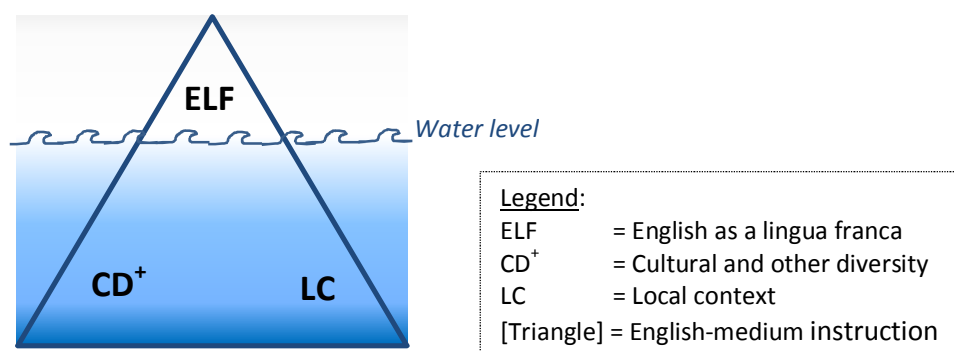 ELF
Water level
CD⁺
LC
Legend:
ELF = English as a lingua franca
CD⁺ = Cultural and other diversity
LC = Local context
[Triangle] = English-medium instruction